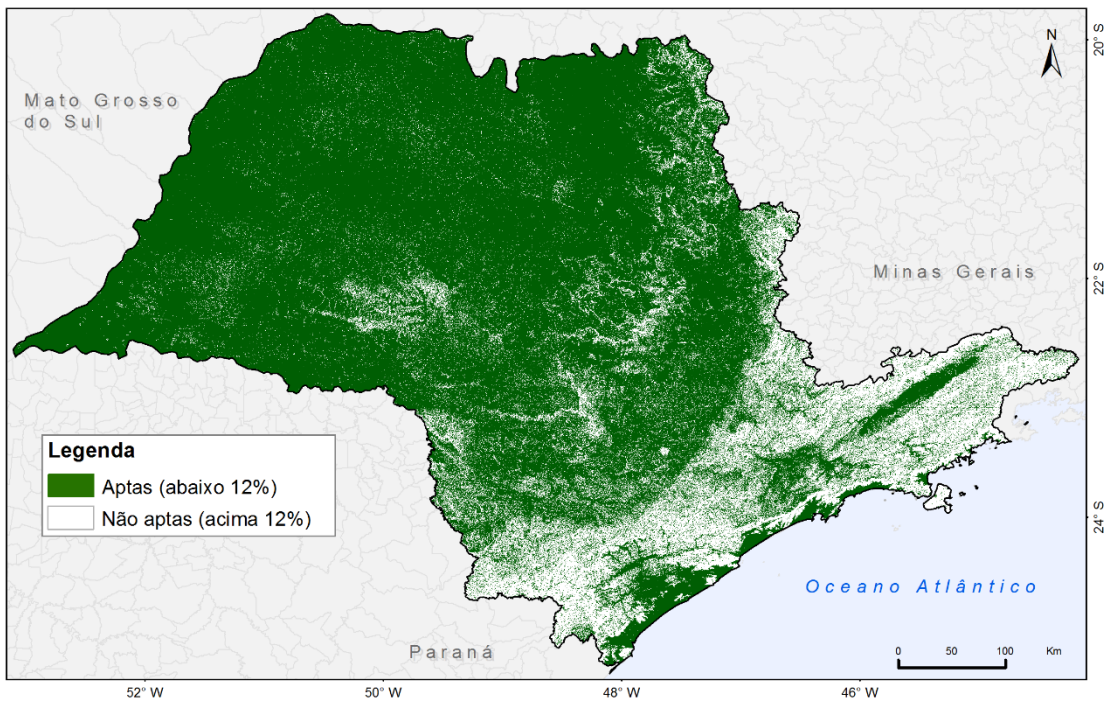 N
20° S
Mato Grosso
do Sul
Minas Gerais
22° S
Legenda
Aptas (abaixo 12%)
Não aptas (acima 12%)
24° S
Oceano Atlântico
Paraná
0 50 100 Km
52° W 50° W 48° W 46° W